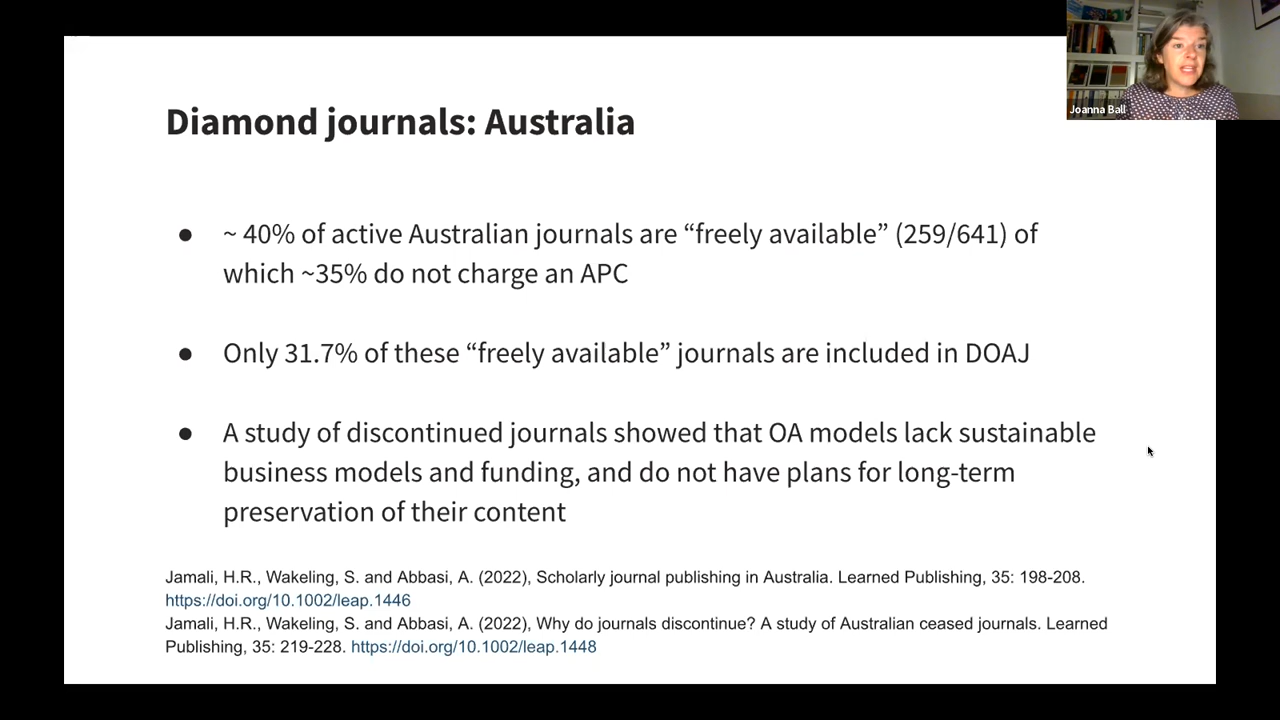 Joanna Ball
Diamond journals: Australia
● ~ 40% of active Australian journals are “freely available” (259/641) of
which ~35% do not charge an APC
● Only 31.7% of these “freely available” journals are included in DOAJ
● A study of discontinued journals showed that OA models lack sustainable
business models and funding, and do not have plans for long-term
preservation of their content
Jamali, H.R., Wakeling, S. and Abbasi, A. (2022), Scholarly journal publishing in Australia. Learned Publishing, 35: 198-208.
https://doi.org/10.1002/leap.1446
Jamali, H.R., Wakeling, S. and Abbasi, A. (2022), Why do journals discontinue? A study of Australian ceased journals. Learned
Publishing, 35: 219-228. https://doi.org/10.1002/leap.1448